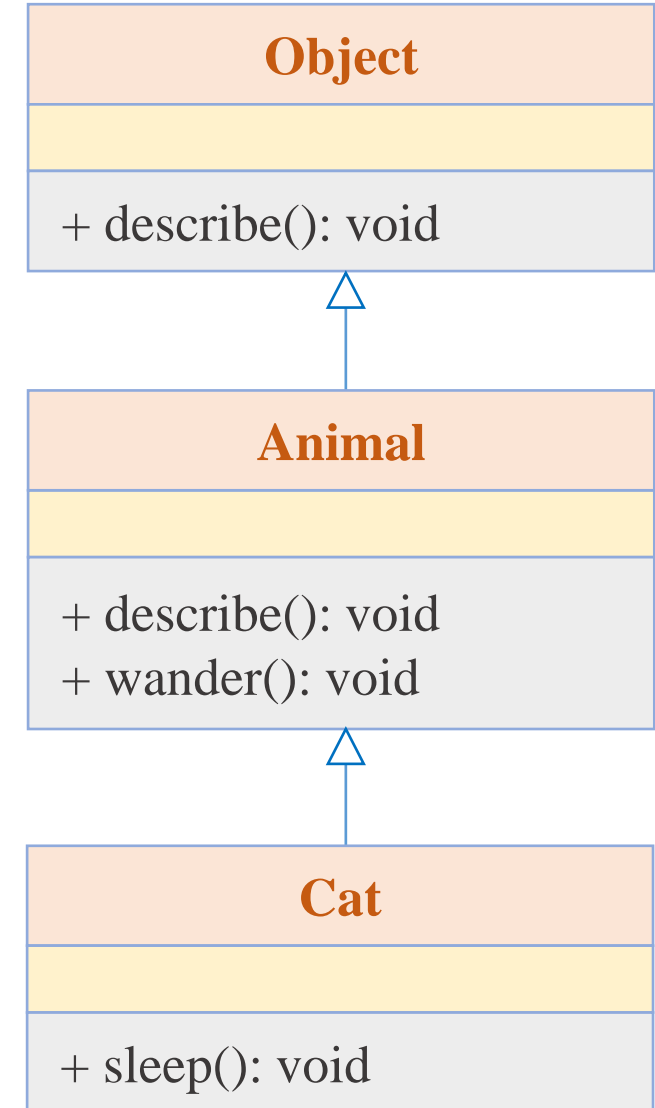 Object
+ describe(): void
Animal
+ describe(): void
+ wander(): void
Cat
+ sleep(): void